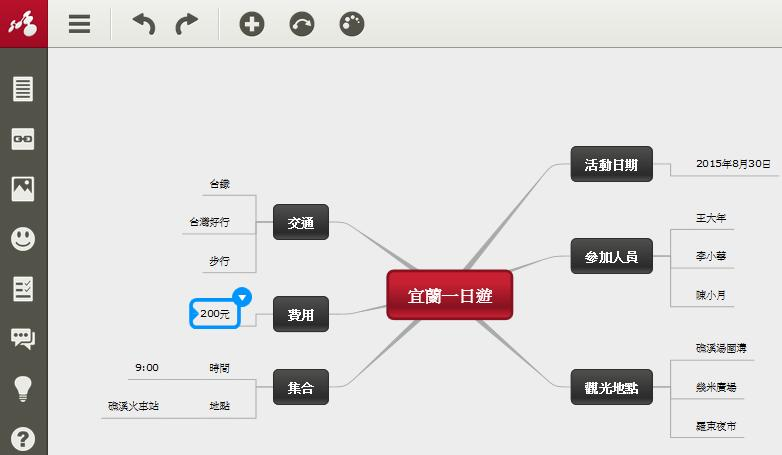 宜蘭一日遊
活動日期
2015年8月30日
參加人員
王大年
李小華
陳小月
觀光地點
礁溪湯圍溝
幾米廣場
羅東夜市
交通
台鐵
台灣好行
步行
費用
200元
集合
時間
9:00
地點
礁溪火車站